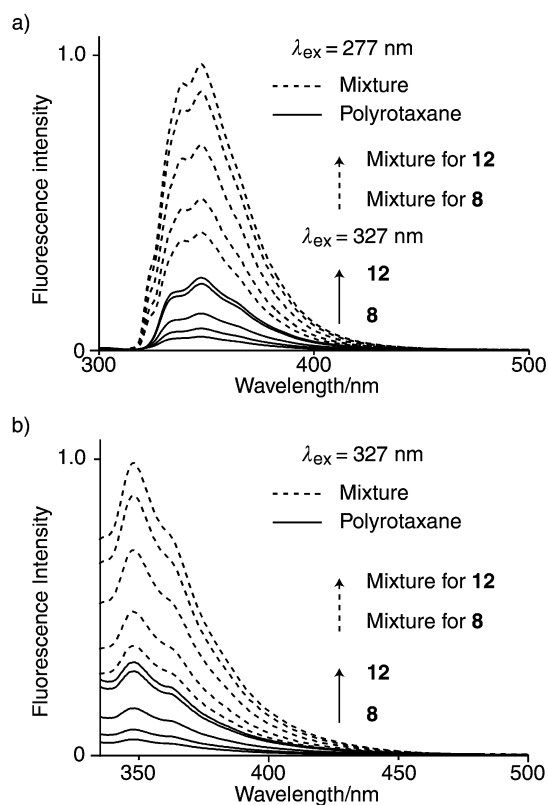 a)
λex = 277 nm
1.0
Mixture
Polyrotaxane
Mixture for 12
Mixture for 8
λex = 327 nm
12
8
Fluorescence intensity
0
300
400
500
Wavelength/nm
b)
λex = 327 nm
1.0
Mixture
Polyrotaxane
Mixture for 12
Mixture for 8
12
8
Fluorescence Intensity
0
350
400
450
500
Wavelength/nm